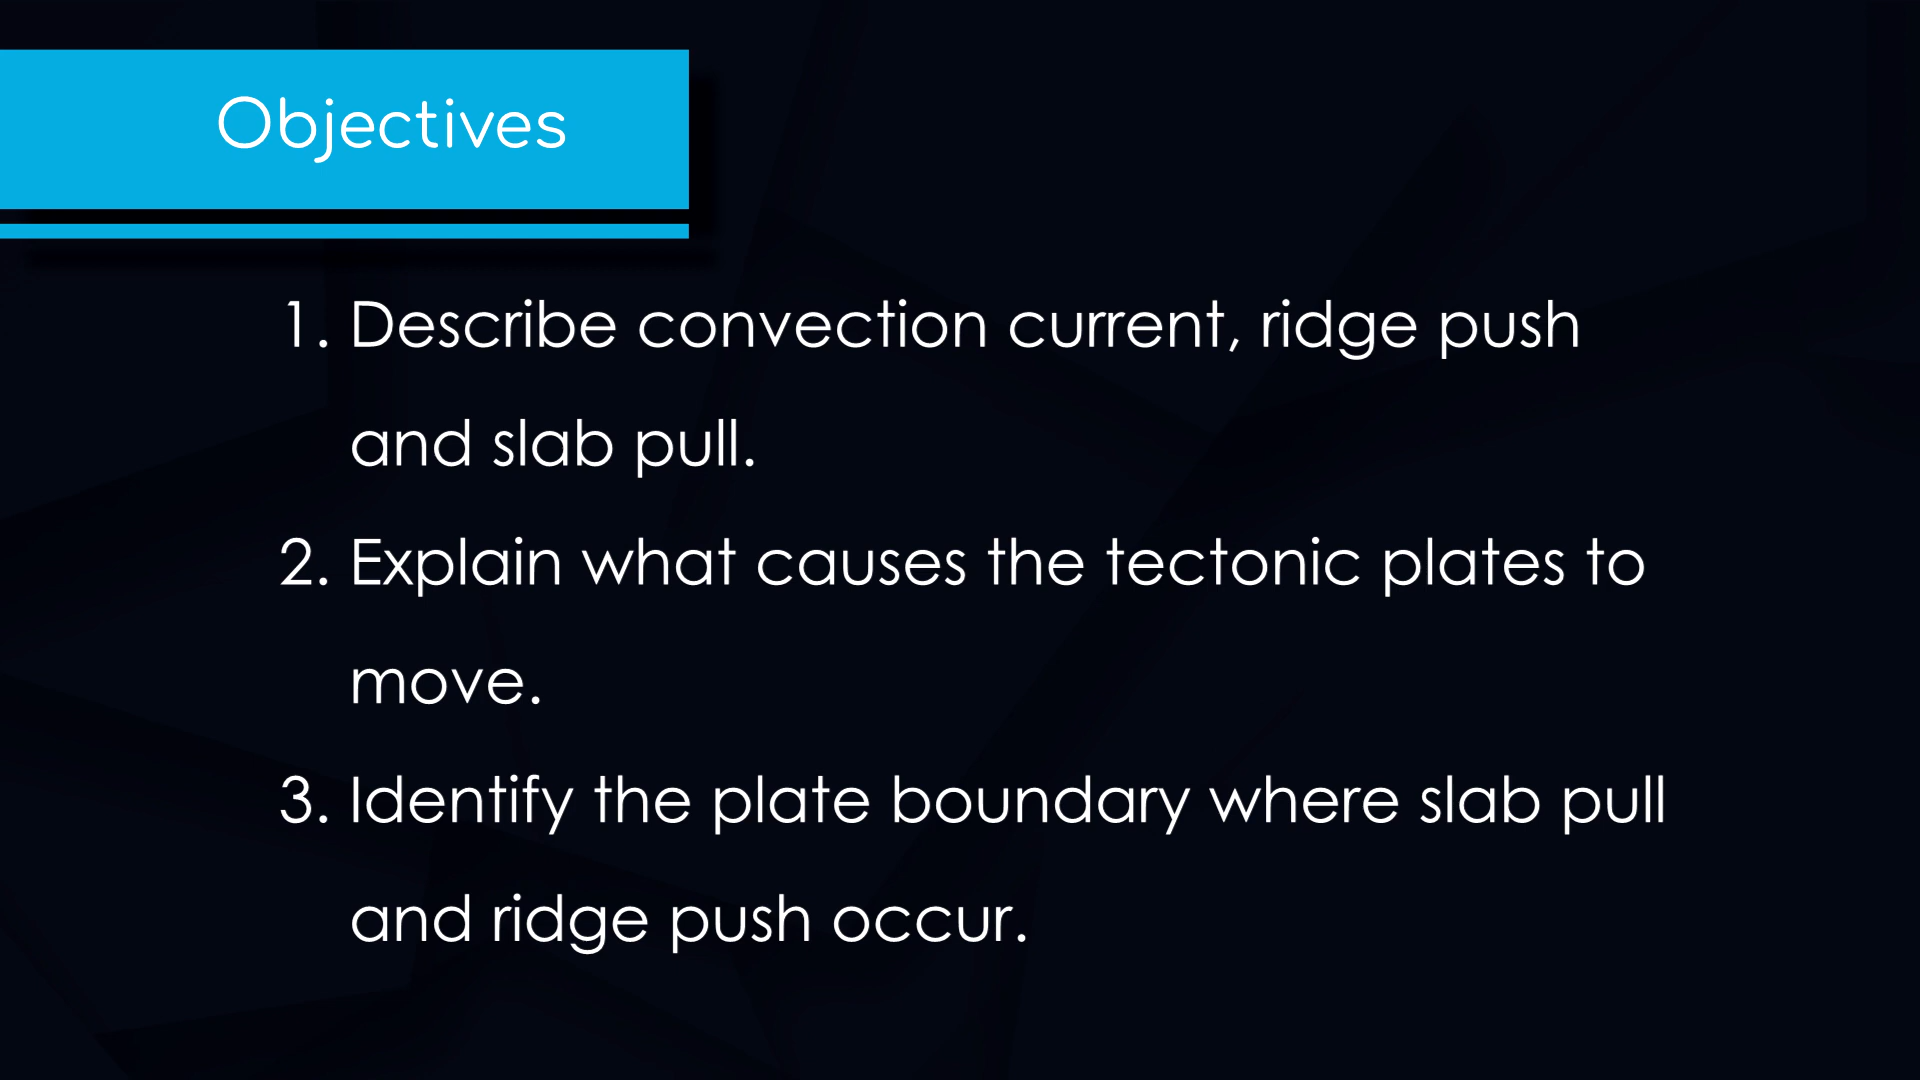 Objectives
1. Describe convection current, ridge push
and slab pull.
2. Explain what causes the tectonic plates to
move.
3. Identify the plate boundary where slab pull
and ridge push occur.